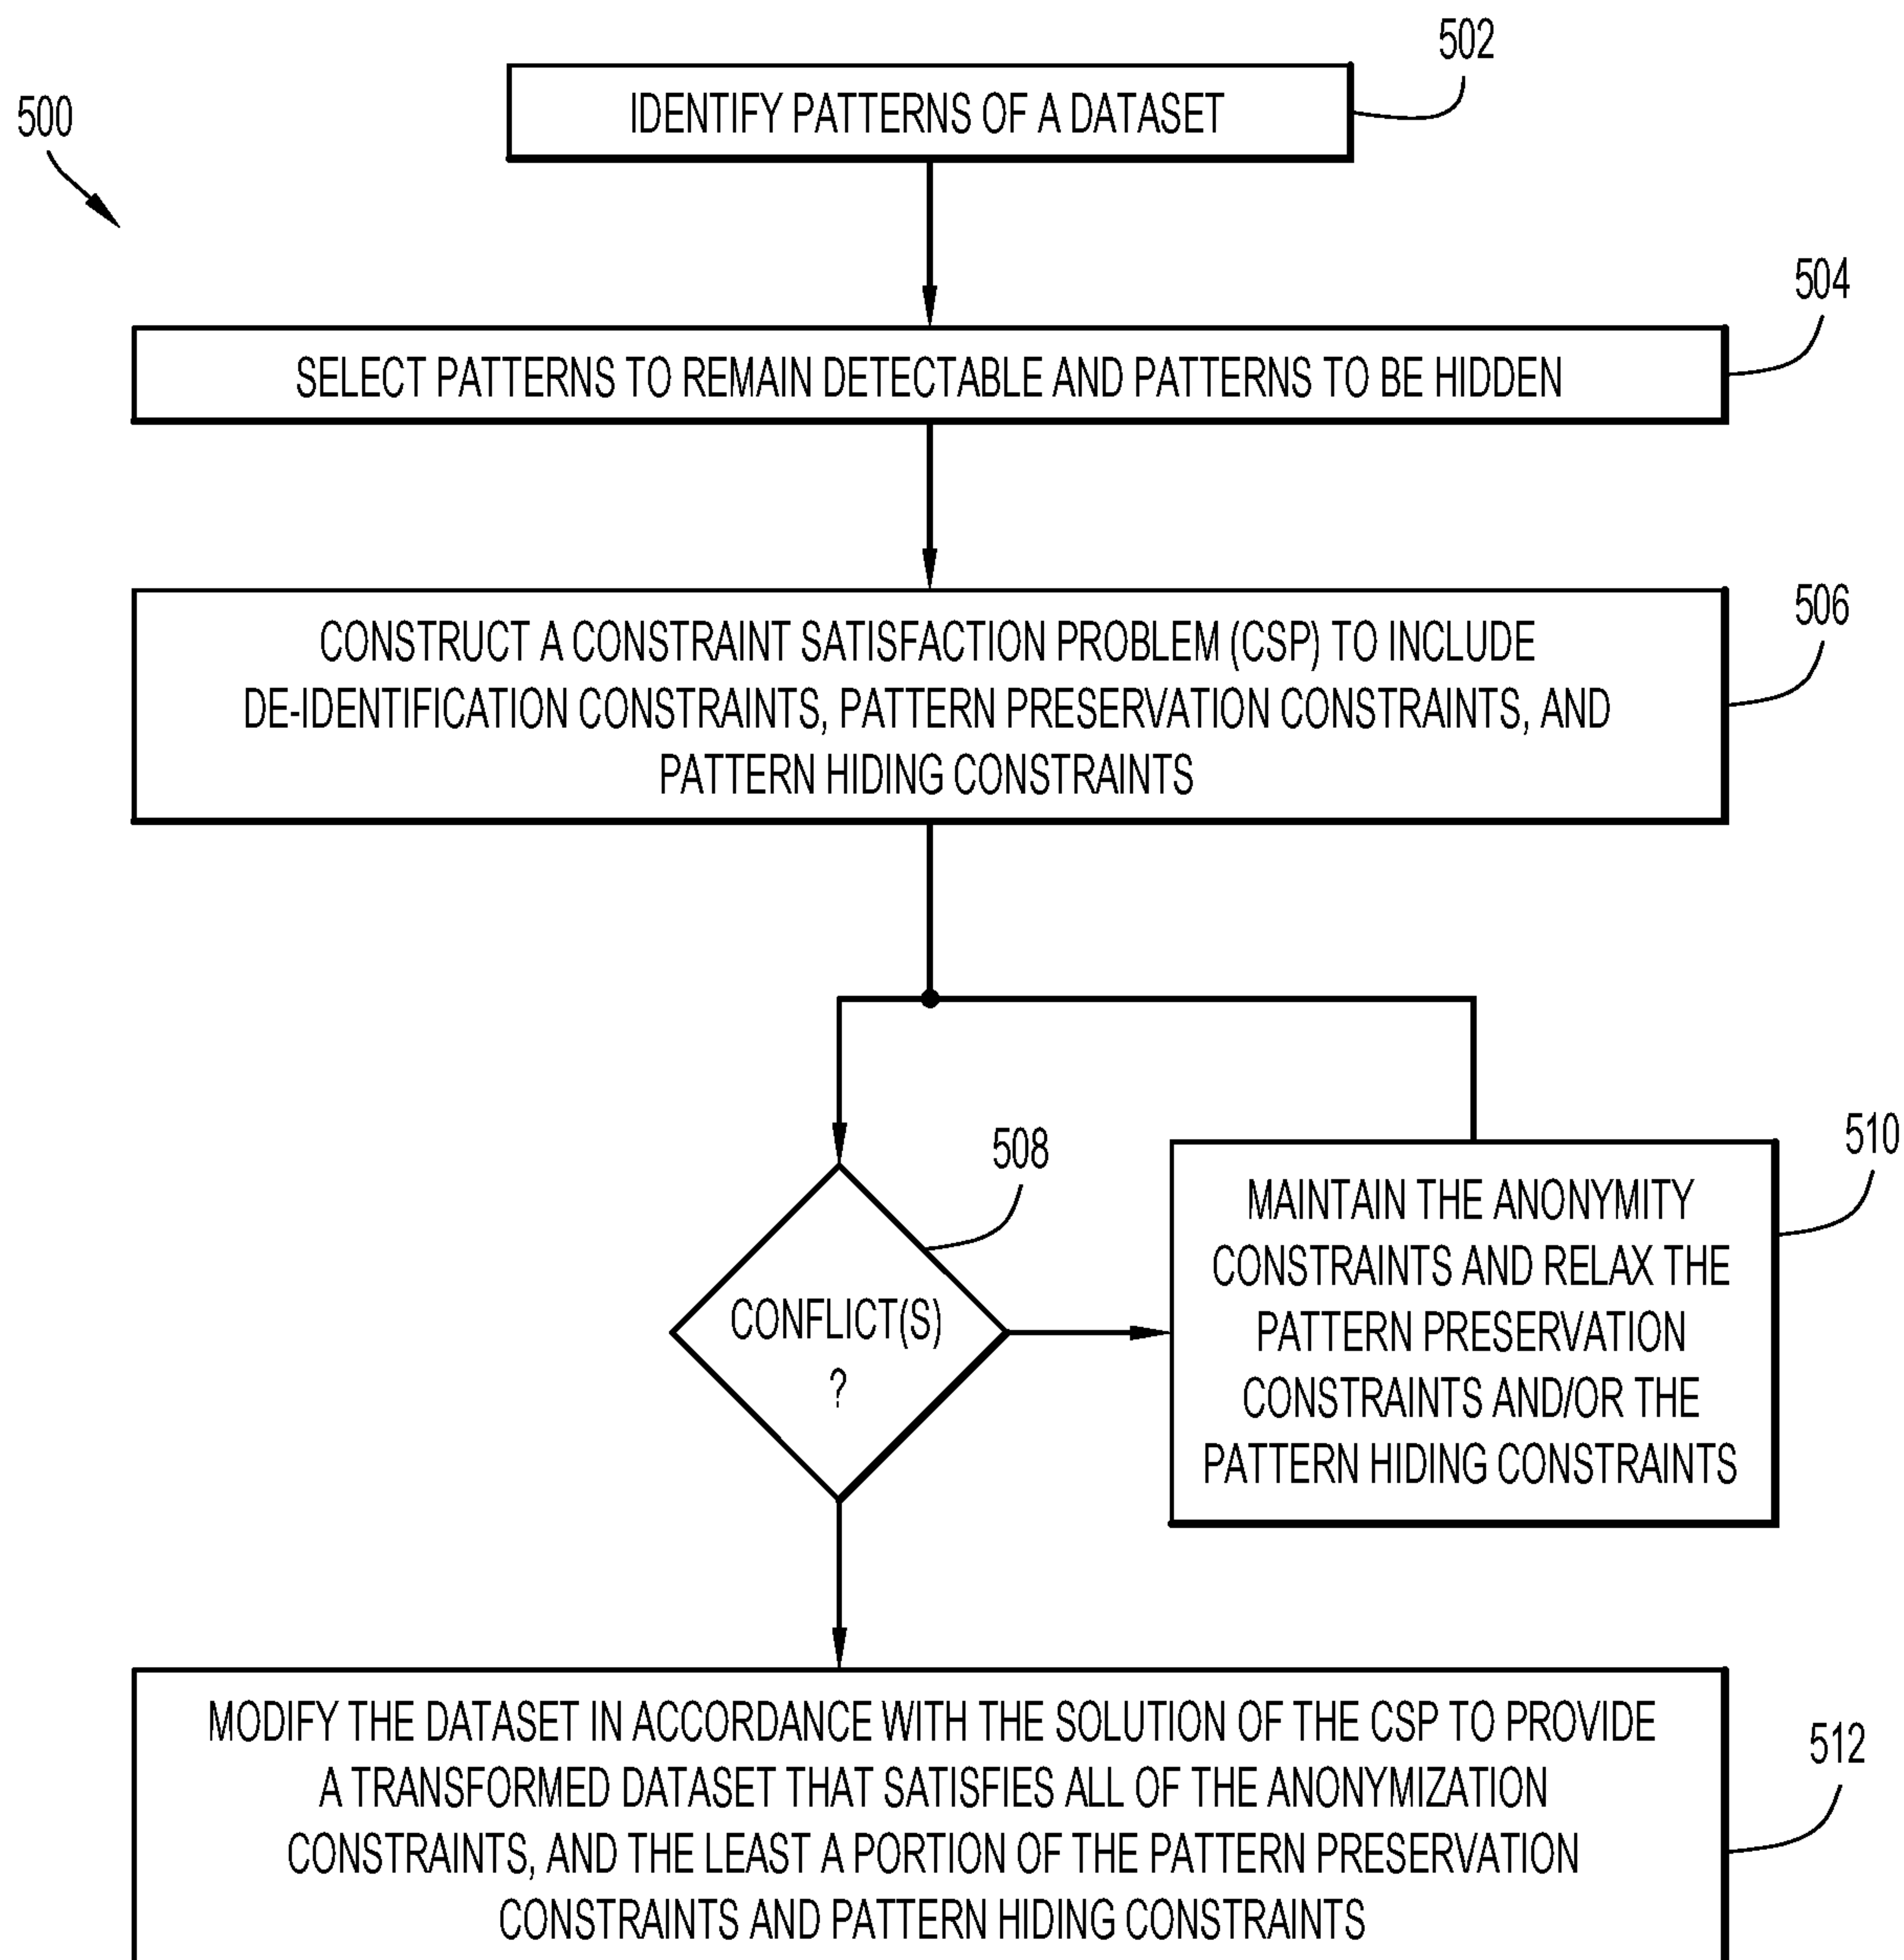 502
500
IDENTIFY PATTERNS OF A DATASET
504
SELECT PATTERNS TO REMAIN DETECTABLE AND PATTERNS TO BE HIDDEN
506
CONSTRUCT A CONSTRAINT SATISFACTION PROBLEM (CSP) TO INCLUDE
DE-IDENTIFICATION CONSTRAINTS, PATTERN PRESERVATION CONSTRAINTS, AND
PATTERN HIDING CONSTRAINTS
508
CONFLICT(S)
?
510
MAINTAIN THE ANONYMITY
CONSTRAINTS AND RELAX THE
PATTERN PRESERVATION
CONSTRAINTS AND/OR THE
PATTERN HIDING CONSTRAINTS
512
MODIFY THE DATASET IN ACCORDANCE WITH THE SOLUTION OF THE CSP TO PROVIDE
A TRANSFORMED DATASET THAT SATISFIES ALL OF THE ANONYMIZATION
CONSTRAINTS, AND THE LEAST A PORTION OF THE PATTERN PRESERVATION
CONSTRAINTS AND PATTERN HIDING CONSTRAINTS